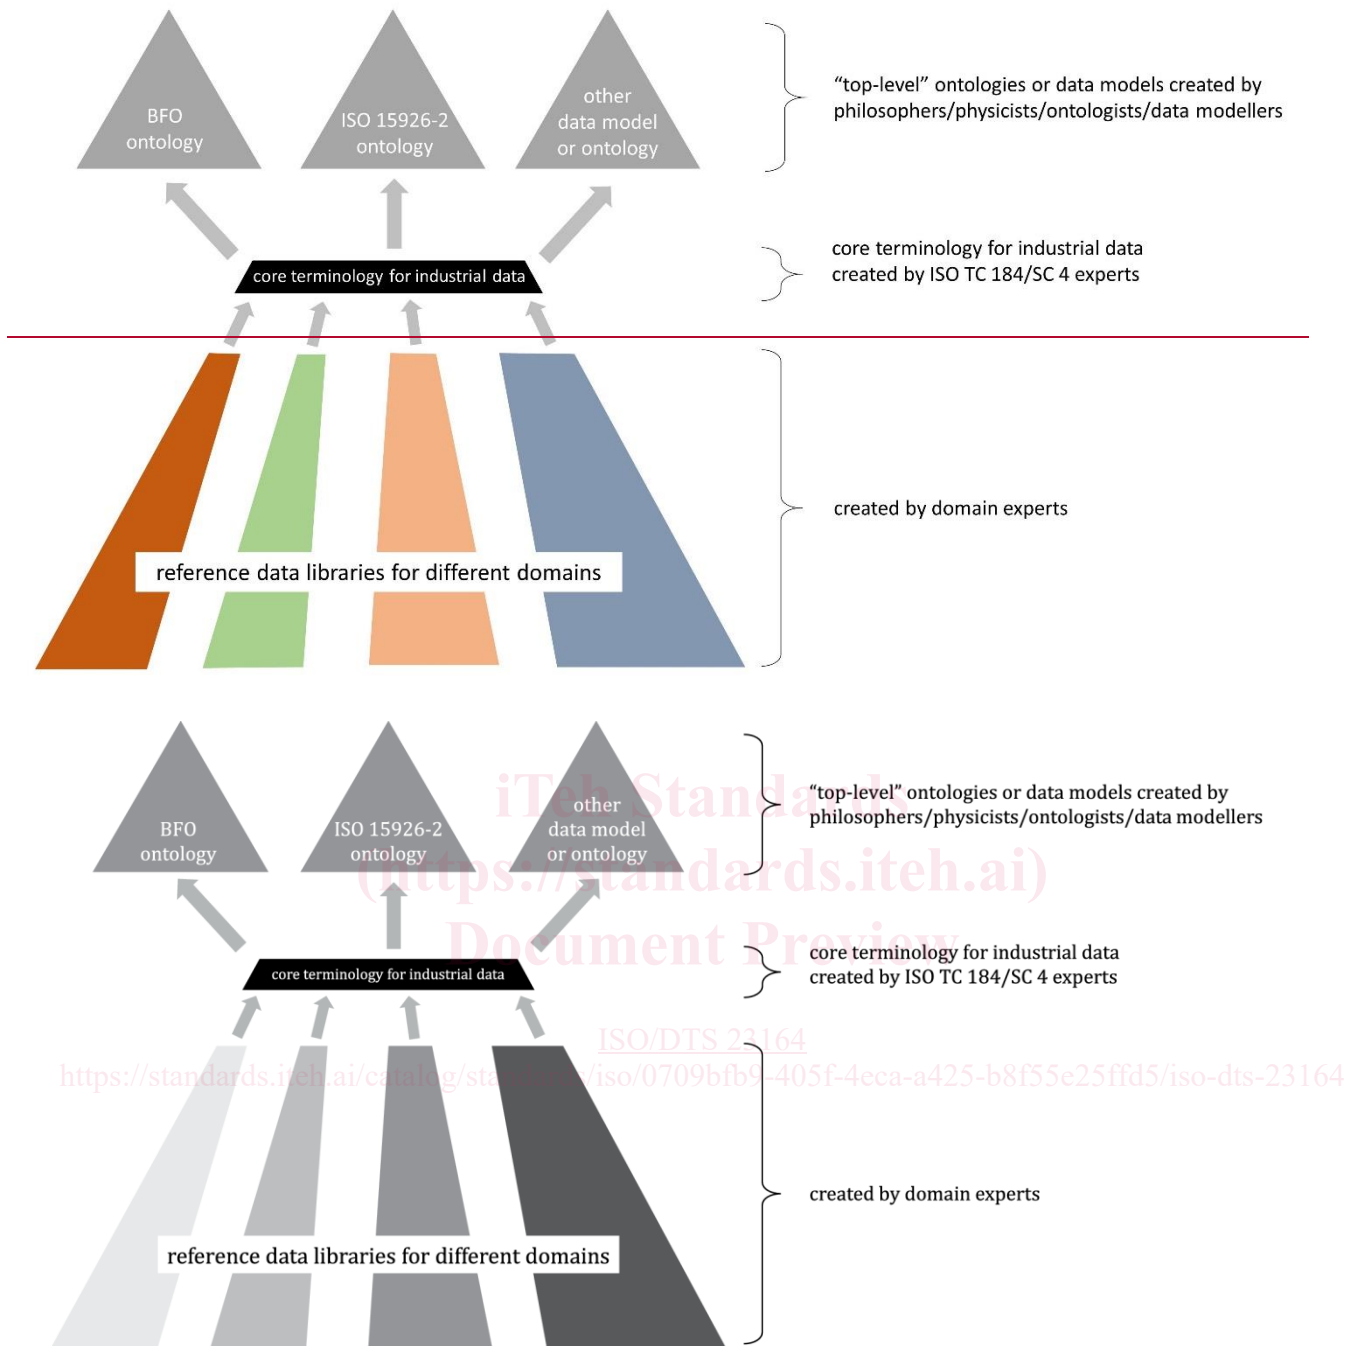 BFO
ontology
ISO 15926-2
ontology
other
data model
or ontology
“top-level” ontologies or data models created by
philosophers/physicists/ontologists/data modellers
core terminology for industrial data
core terminology for industrial data
created by ISO TC 184/SC 4 experts
reference data libraries for different domains
created by domain experts
BFO
ontology
ISO 15926-2
ontology
other
data model
or ontology
“top-level” ontologies or data models created by
philosophers/physicists/ontologists/data modellers
iTeh Standards
(https://standards.iteh.ai)
Document Preview
core terminology for industrial data
core terminology for industrial data
created by ISO TC 184/SC 4 experts
ISO/DTS 23164
https://standards.iteh.ai/catalog/standards/iso/0709bfb9-405f-4eca-a425-b8f55e25ffd5/iso-dts-23164
created by domain experts
reference data libraries for different domains